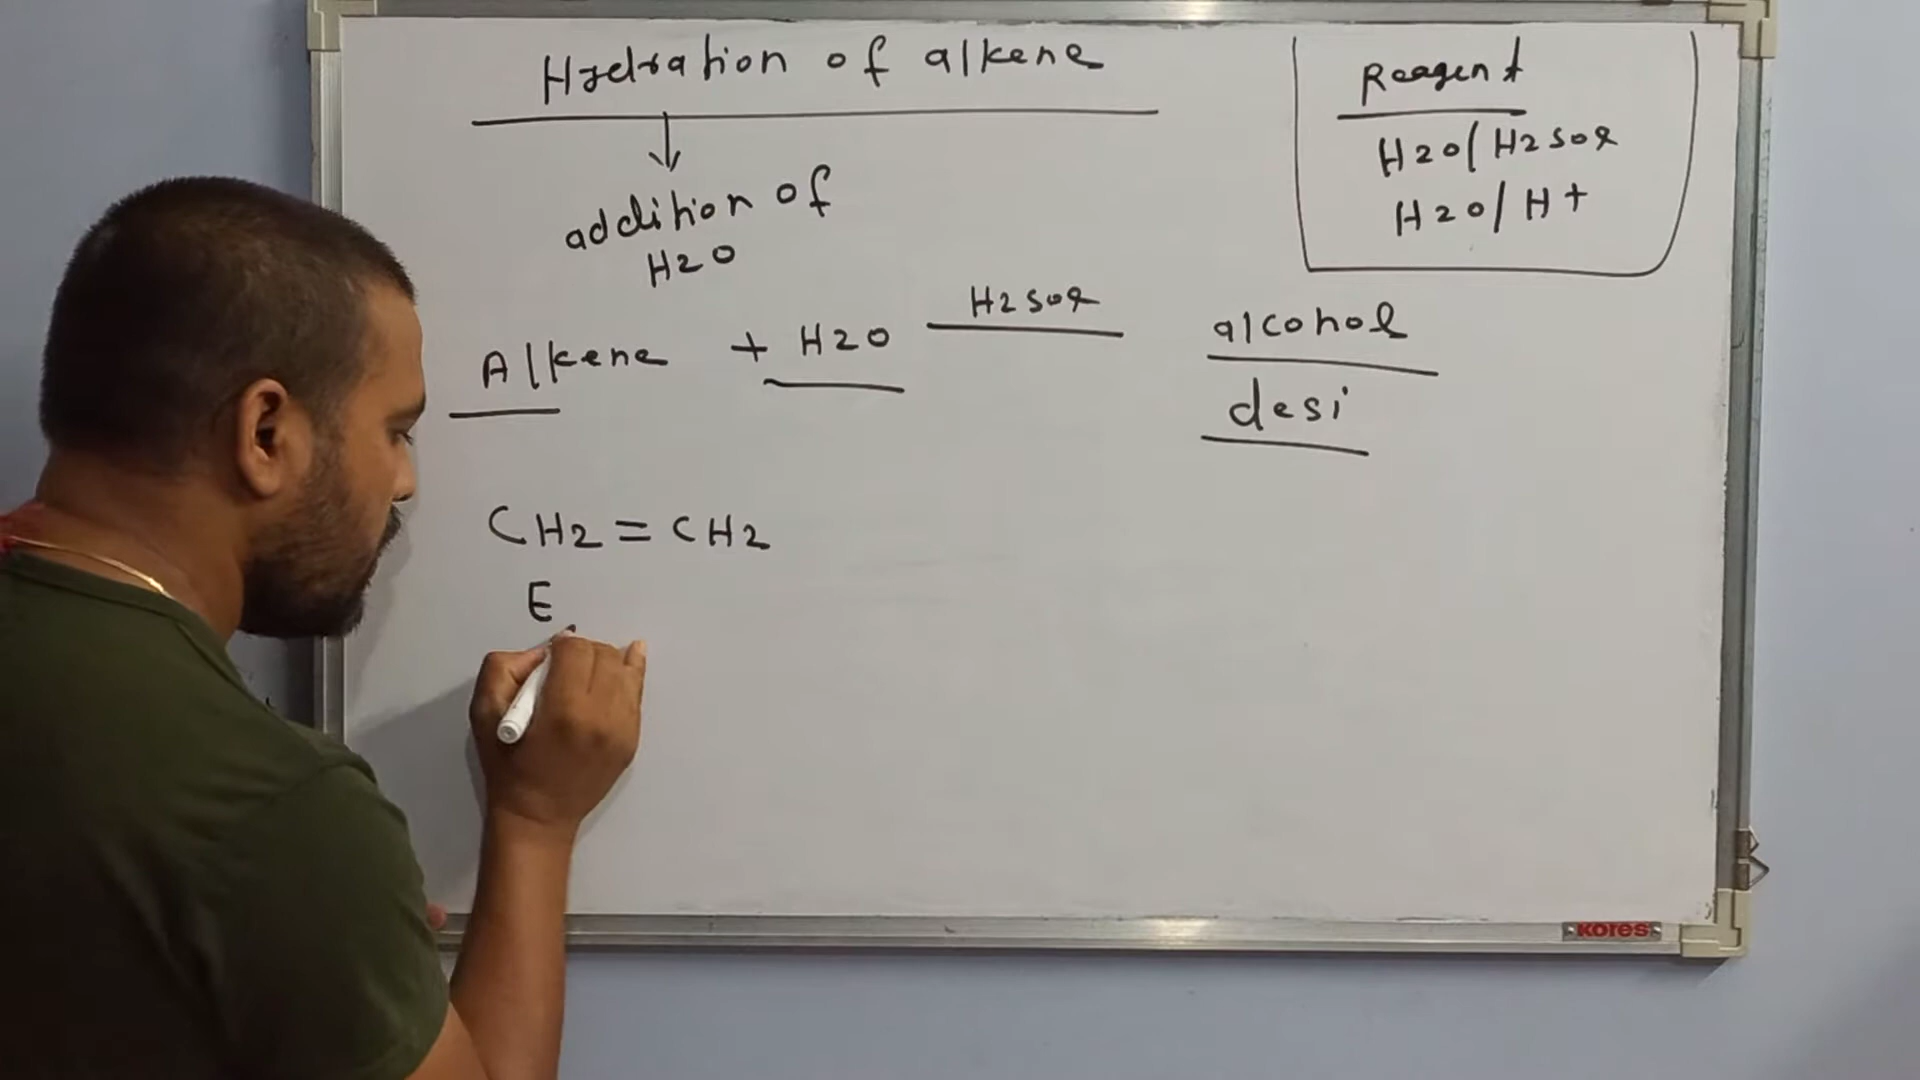 Hydration of alkene
addition of
H2O
Reagent
H2O/H2SO4
H2O/H+
Alkene + H2O H2SO4 alcohol
desi
CH2=CH2
E
KORES